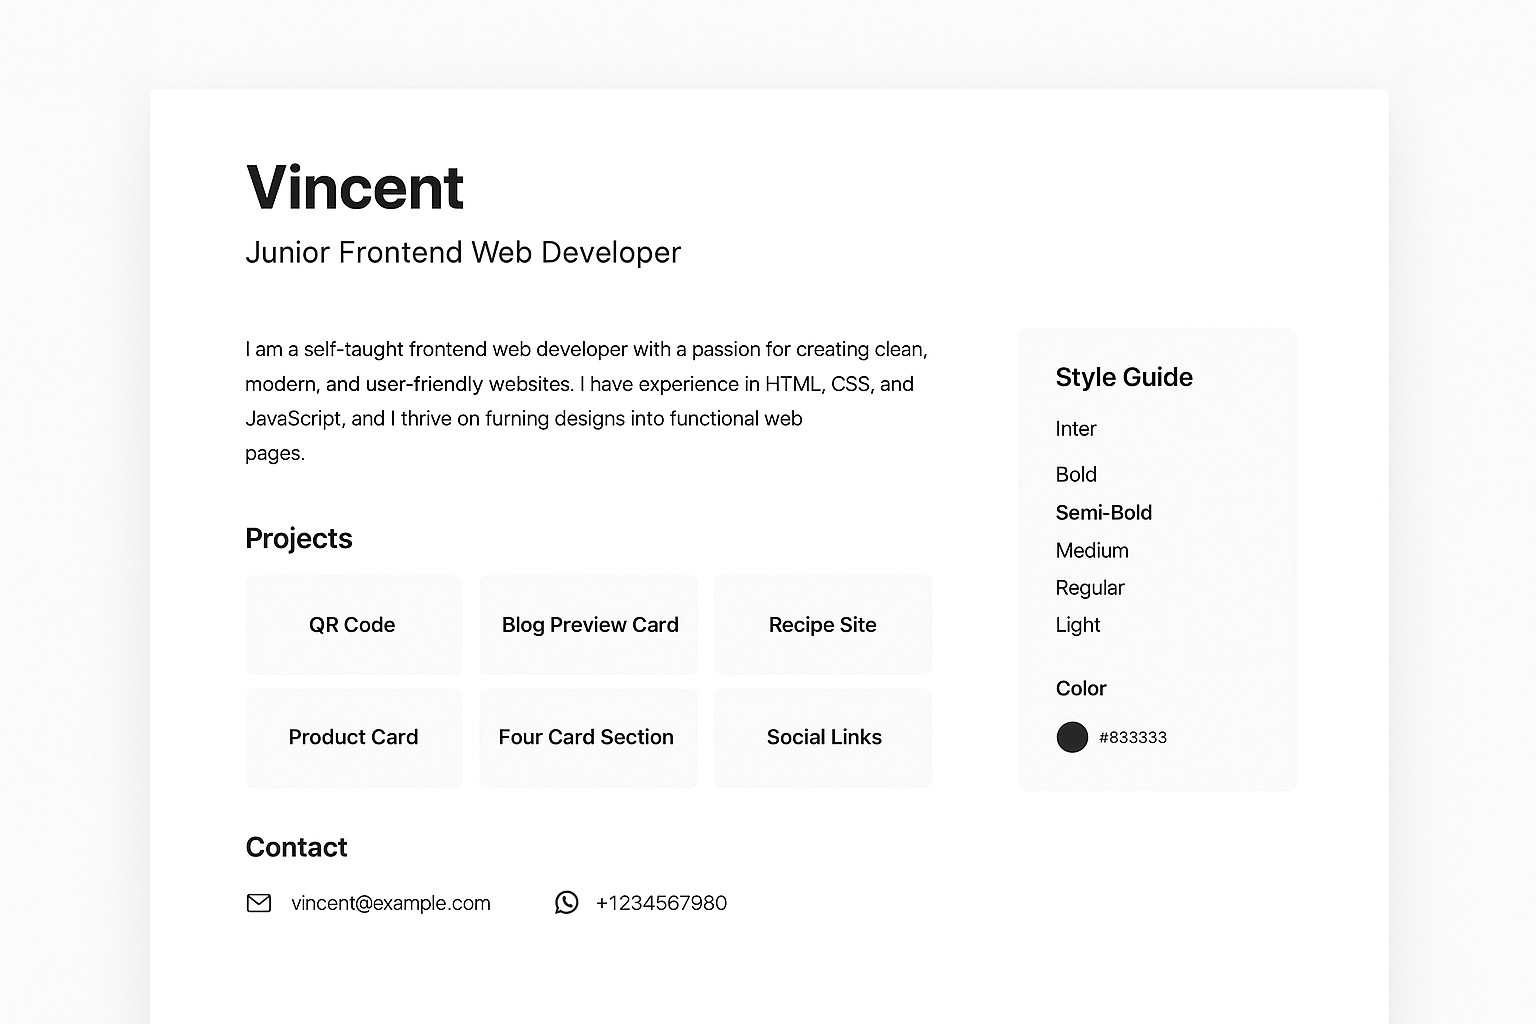 Vincent
Junior Frontend Web Developer
I am a self-taught frontend web developer with a passion for creating clean,
modern, and user-friendly websites. I have experience in HTML, CSS, and
JavaScript, and I thrive on furning designs into functional web
pages.
Projects
QR Code
Blog Preview Card
Recipe Site
Product Card
Four Card Section
Social Links
Contact
vincent@example.com
+1234567980
Style Guide
Inter
Bold
Semi-Bold
Medium
Regular
Light
Color
#833333